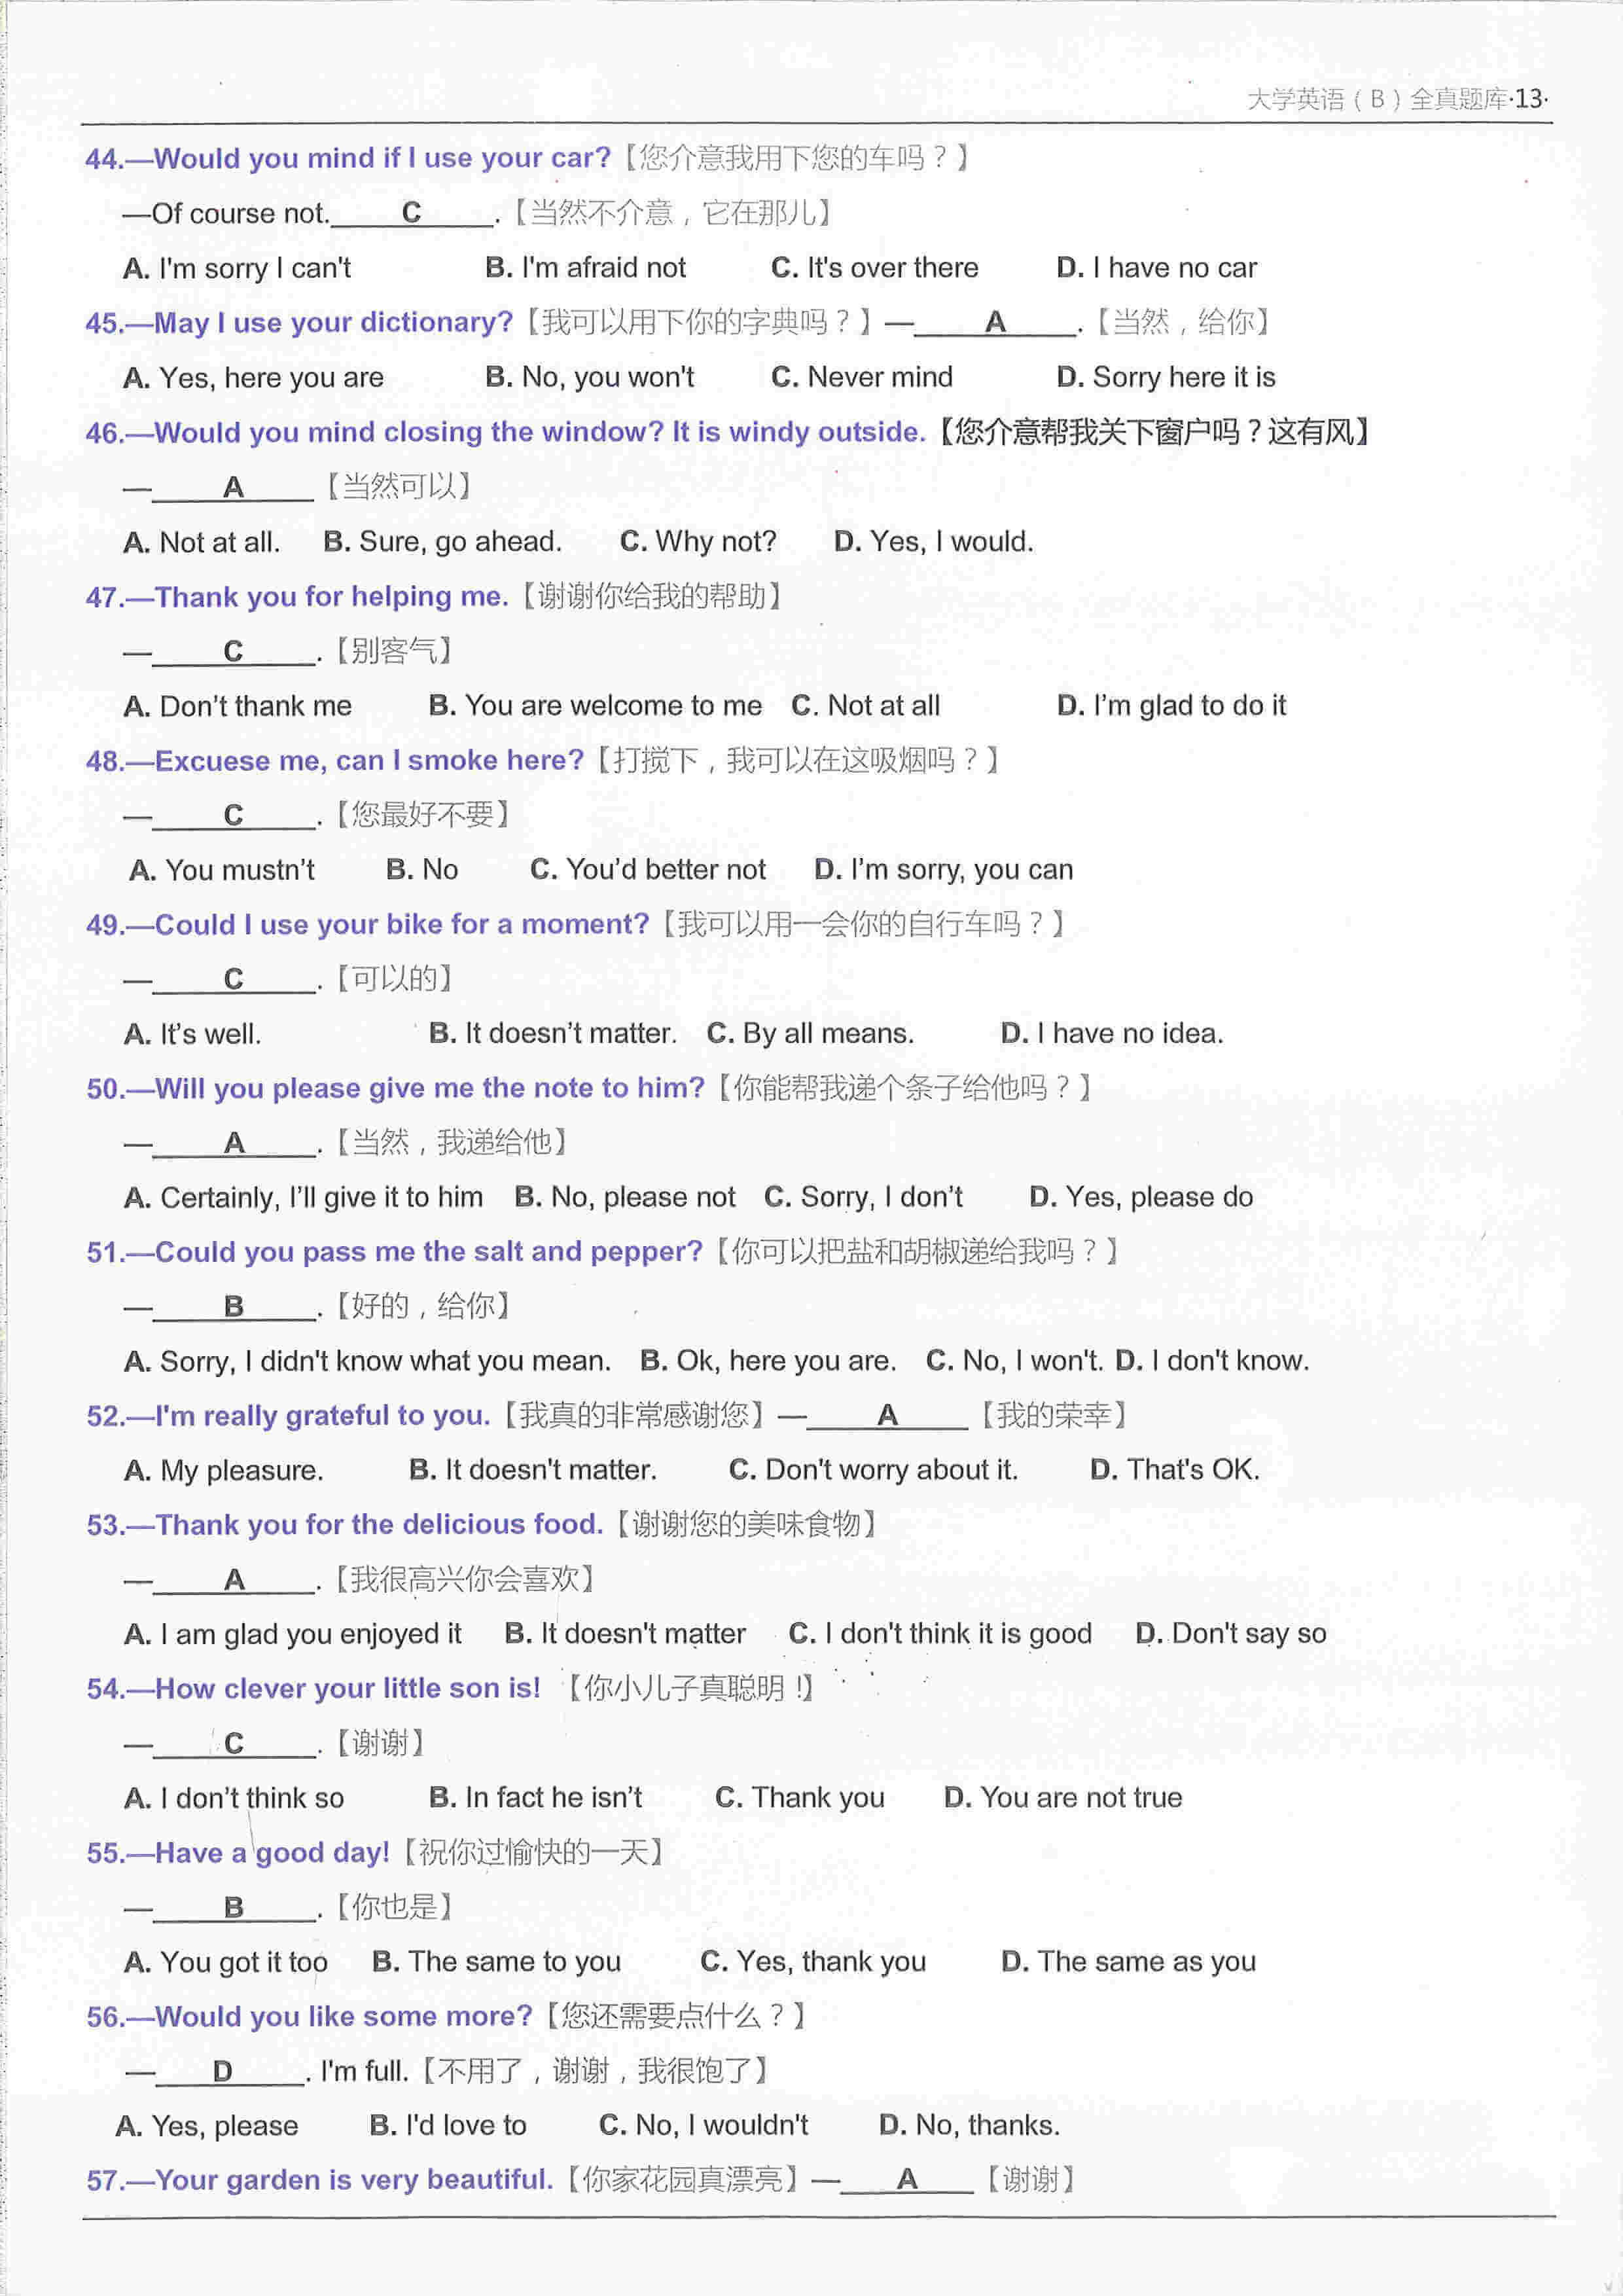 大学英语（B）全真题库·13·
44.—Would you mind if I use your car?【您介意我用下您的车吗？】
—Of course not. C .【当然不介意，它在那儿】
A. I'm sorry I can't B. I'm afraid not C. It's over there D. I have no car
45.—May I use your dictionary?【我可以用下你的字典吗？】— A .【当然，给你】
A. Yes, here you are B. No, you won't C. Never mind D. Sorry here it is
46.—Would you mind closing the window? It is windy outside.【您介意帮我关下窗户吗？这有风】
— A 【当然可以】
A. Not at all. B. Sure, go ahead. C. Why not? D. Yes, I would.
47.—Thank you for helping me.【谢谢你给我的帮助】
— C .【别客气】
A. Don't thank me B. You are welcome to me C. Not at all D. I'm glad to do it
48.—Excuese me, can I smoke here?【打搅下，我可以在这吸烟吗？】
— C .【您最好不要】
A. You mustn't B. No C. You'd better not D. I'm sorry, you can
49.—Could I use your bike for a moment?【我可以用一会你的自行车吗？】
— C .【可以的】
A. It's well. B. It doesn't matter. C. By all means. D. I have no idea.
50.—Will you please give me the note to him?【你能帮我递个条子给他吗？】
— A .【当然，我递给他】
A. Certainly, I'll give it to him B. No, please not C. Sorry, I don't D. Yes, please do
51.—Could you pass me the salt and pepper?【你可以把盐和胡椒递给我吗？】
— B .【好的，给你】
A. Sorry, I didn't know what you mean. B. Ok, here you are. C. No, I won't. D. I don't know.
52.—I'm really grateful to you.【我真的非常感谢您】— A 【我的荣幸】
A. My pleasure. B. It doesn't matter. C. Don't worry about it. D. That's OK.
53.—Thank you for the delicious food.【谢谢您的美味食物】
— A .【我很高兴你会喜欢】
A. I am glad you enjoyed it B. It doesn't matter C. I don't think it is good D. Don't say so
54.—How clever your little son is! 【你小儿子真聪明！】
— C .【谢谢】
A. I don't think so B. In fact he isn't C. Thank you D. You are not true
55.—Have a good day!【祝你过愉快的一天】
— B .【你也是】
A. You got it too B. The same to you C. Yes, thank you D. The same as you
56.—Would you like some more?【您还需要点什么？】
— D . I'm full.【不用了，谢谢，我很饱了】
A. Yes, please B. I'd love to C. No, I wouldn't D. No, thanks.
57.—Your garden is very beautiful.【你家花园真漂亮】— A 【谢谢】